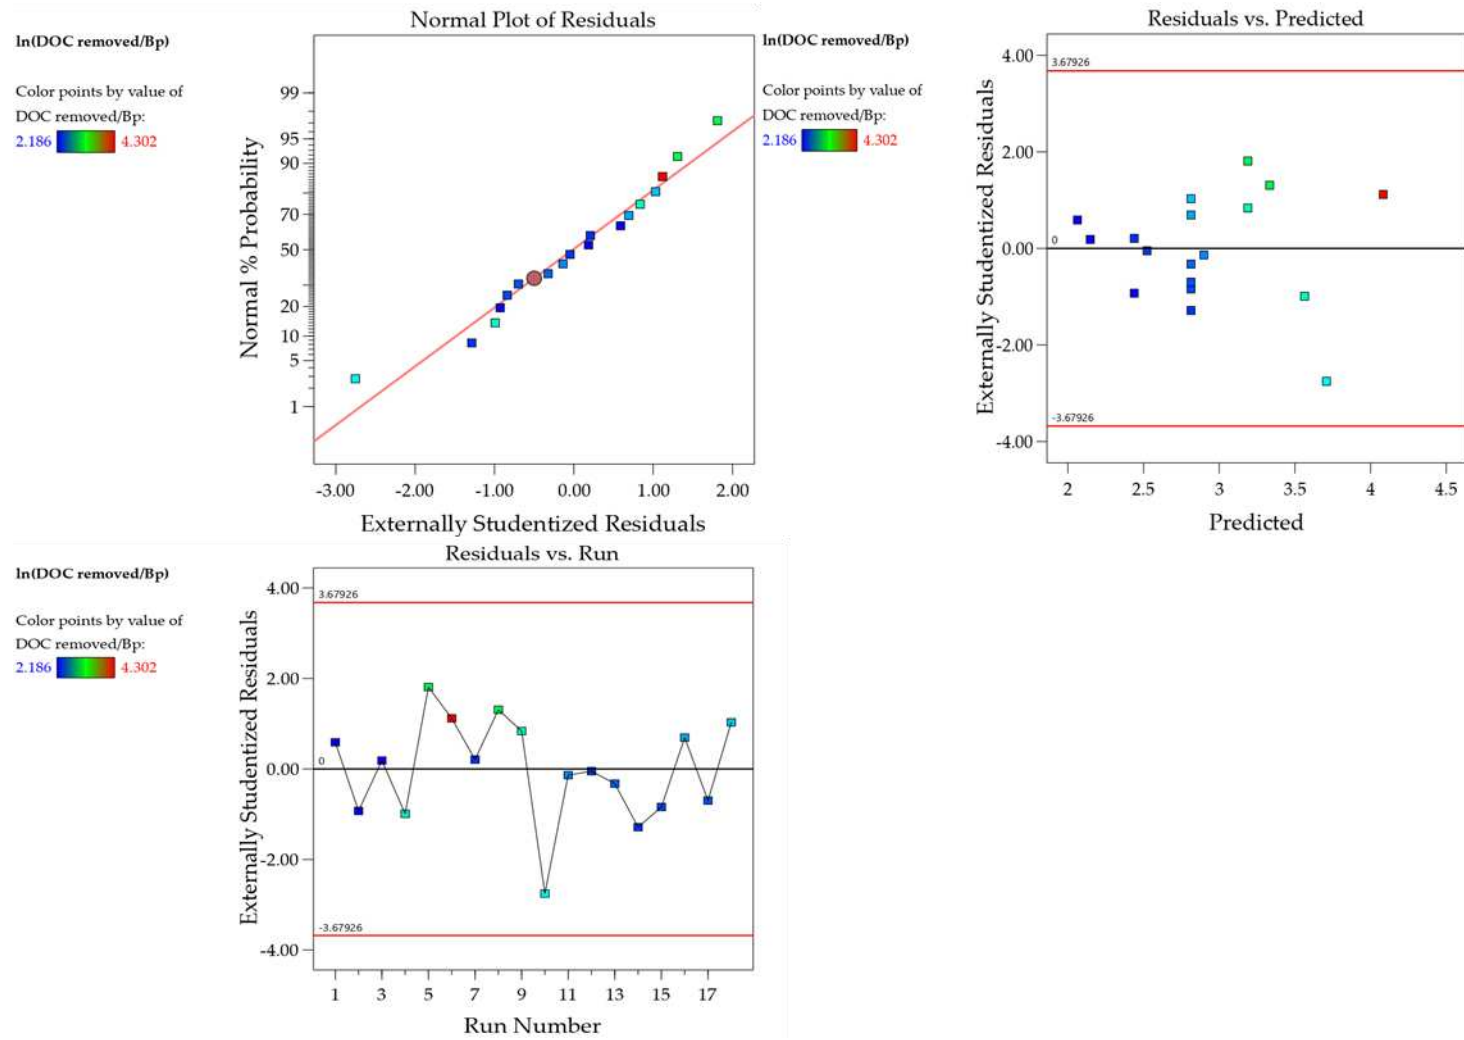 Normal Plot of Residuals
ln(DOC removed/Bp)
Color points by value of
DOC removed/Bp:
2.186 4.302
Normal % Probability
99
95
90
70
50
20
10
5
1
-3.00 -2.00 -1.00 0.00 1.00 2.00
Externally Studentized Residuals
Residuals vs. Predicted
ln(DOC removed/Bp)
Color points by value of
DOC removed/Bp:
2.186 4.302
Externally Studentized Residuals
4.00
3.67926
2.00
0.00
0
-2.00
-3.67926
-4.00
2 2.5 3 3.5 4 4.5
Predicted
Residuals vs. Run
ln(DOC removed/Bp)
Color points by value of
DOC removed/Bp:
2.186 4.302
Externally Studentized Residuals
4.00
3.67926
2.00
0.00
0
-2.00
-3.67926
-4.00
1 3 5 7 9 11 13 15 17
Run Number